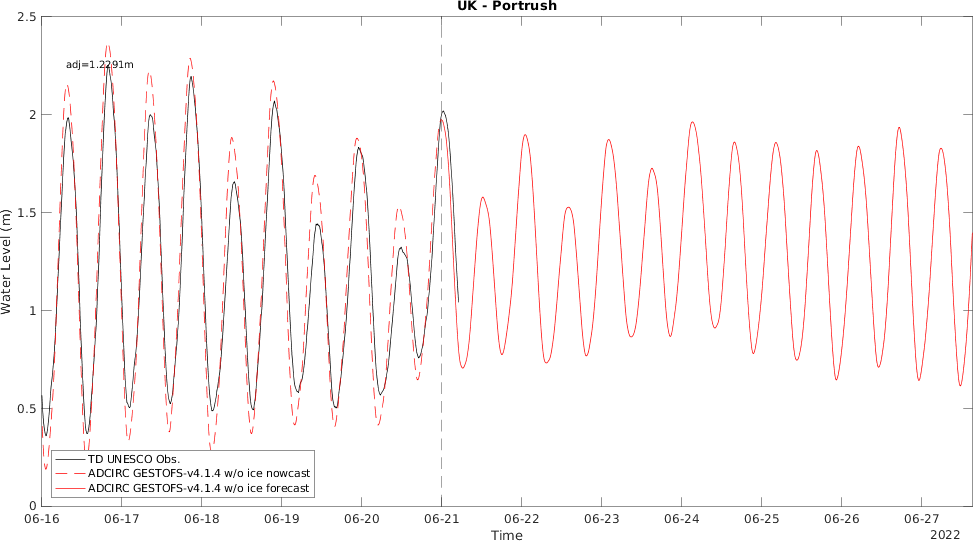 UK - Portrush
2.5
adj=1.2291m
2
1.5
Water Level (m)
1
0.5
TD UNESCO Obs.
ADCIRC GESTOFS-v4.1.4 w/o ice nowcast
ADCIRC GESTOFS-v4.1.4 w/o ice forecast
0
06-16 06-17 06-18 06-19 06-20 06-21 06-22 06-23 06-24 06-25 06-26 06-27
Time
2022